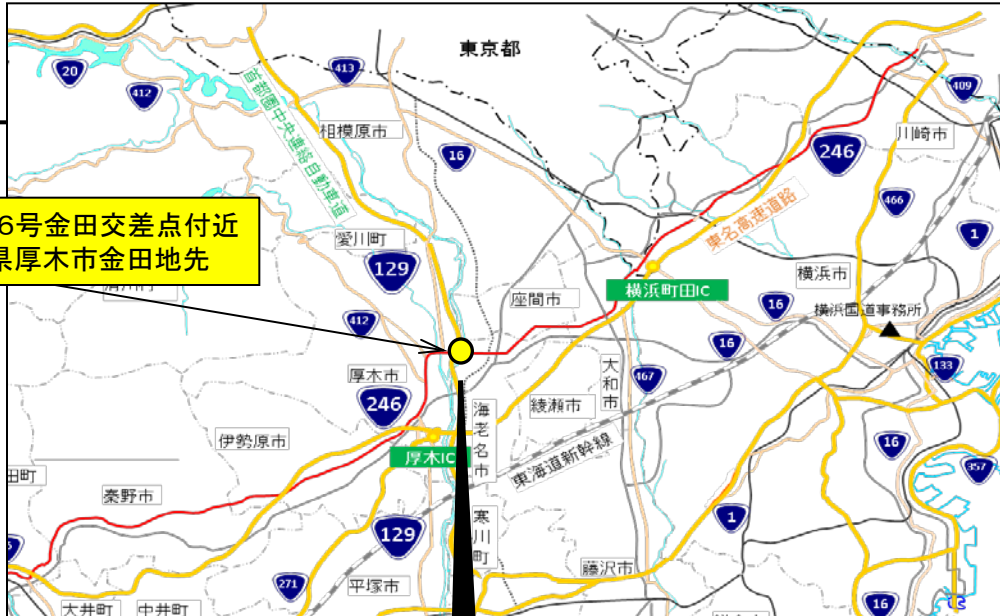 東京都
20
413
409
412
首都圏中央連絡自動車道
相模原市
16
246
川崎市
6号金田交差点付近
県厚木市金田地先
愛川町
129
東名高速道路
466
1
座間市
横浜町田IC
横浜市
16
412
横浜国道事務所
16
133
厚木市
246
467
大和市
海老名市
綾瀬市
伊勢原市
厚木IC
東海道新幹線
16
357
田町
秦野市
寒川町
129
1
藤沢市
271
平塚市
16
大井町
中井町